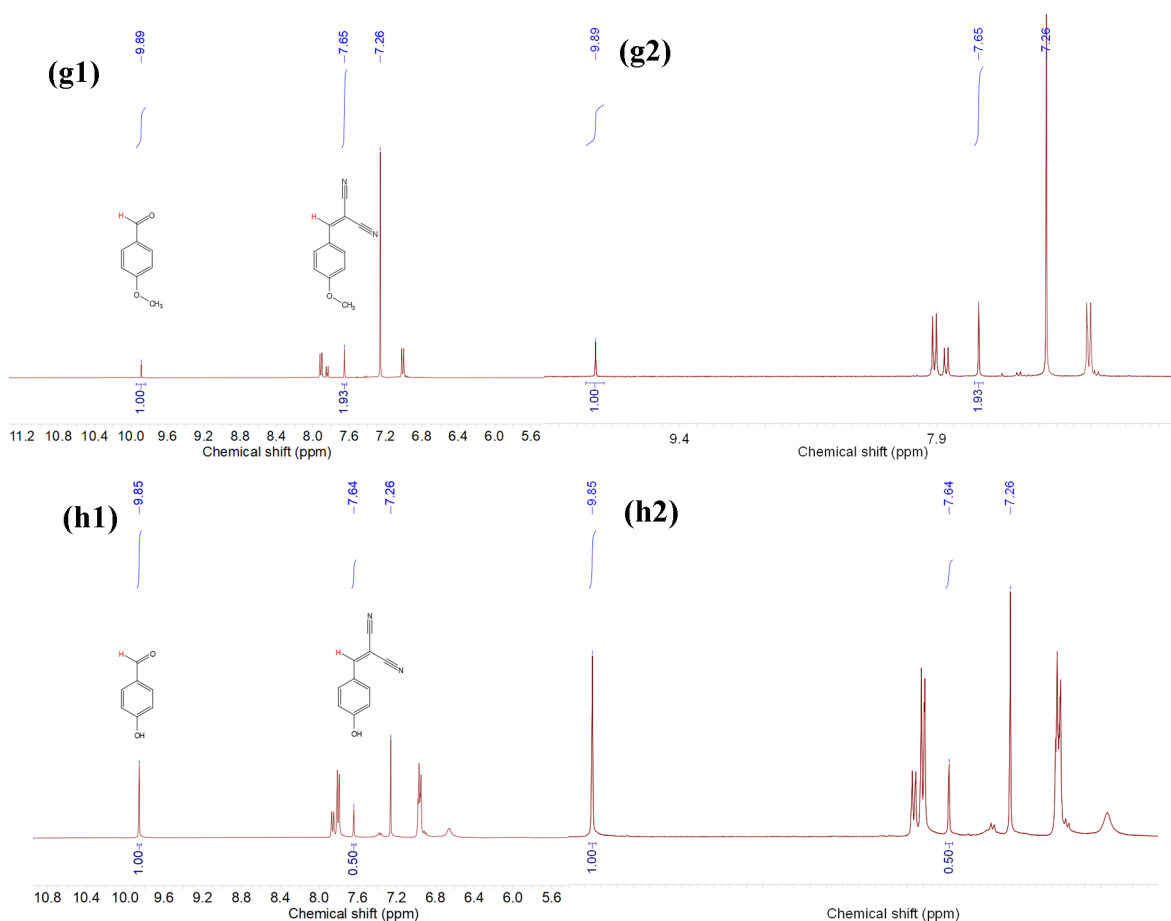 9.89 7.65 7.26 9.89 7.65 7.26
(g1) (g2)
H O
O CH3
N
H N
O CH3
1.00 1.93 1.00 1.93
11.2 10.8 10.4 10.0 9.6 9.2 8.8 8.4 8.0 7.6 7.2 6.8 6.4 6.0 5.6 9.4 7.9
Chemical shift (ppm) Chemical shift (ppm)
9.85 7.64 7.26 9.85 7.64 7.26
(h1) (h2)
H O
OH
N
H N
OH
1.00 0.50 1.00 0.50
10.8 10.4 10.0 9.6 9.2 8.8 8.4 8.0 7.6 7.2 6.8 6.4 6.0 5.6
Chemical shift (ppm) Chemical shift (ppm)